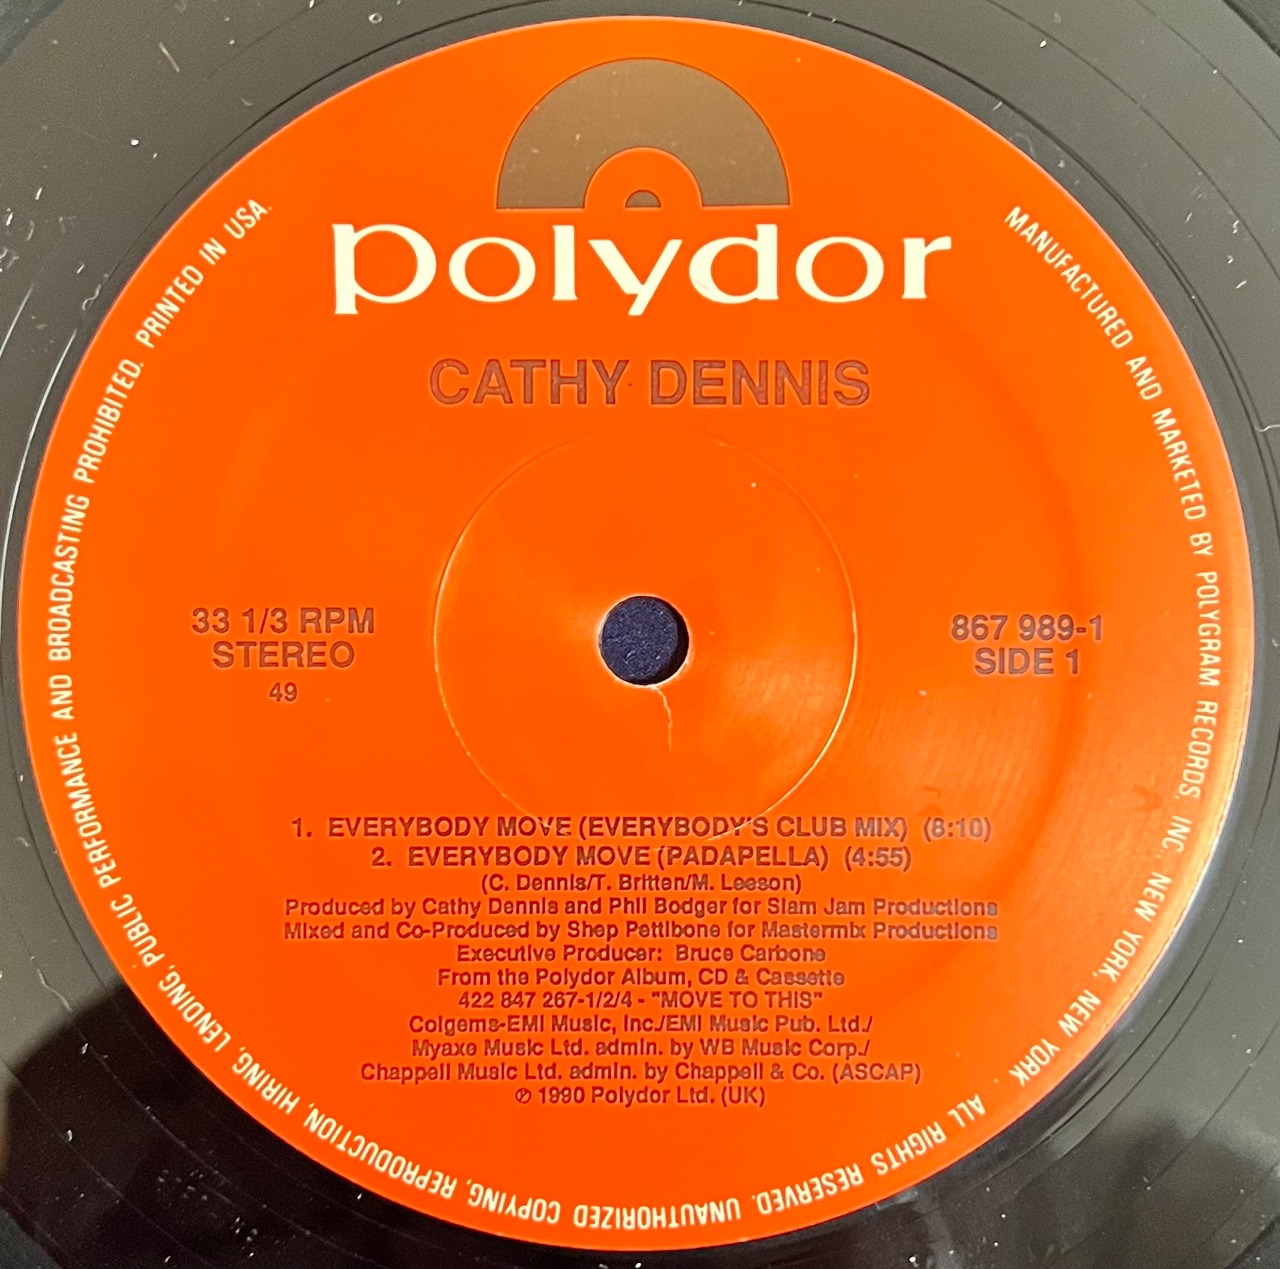 polydor
CATHY DENNIS
33 1/3 RPM
STEREO
49
867 989-1
SIDE 1
1. EVERYBODY MOVE (EVERYBODY'S CLUB MIX) (8:10)
2. EVERYBODY MOVE (PADAPELLA) (4:55)
(C. Dennis/T. Britten/M. Leeson)
Produced by Cathy Dennis and Phil Bodger for Slam Jam Productions
Mixed and Co-Produced by Shep Pettibone for Mastermix Productions
Executive Producer: Bruce Carbone
From the Polydor Album, CD & Cassette
422 847 267-1/2/4 - "MOVE TO THIS"
Colgems-EMI Music, Inc./EMI Music Pub. Ltd./
Myaxe Music Ltd. admin. by WB Music Corp./
Chappell Music Ltd. admin. by Chappell & Co. (ASCAP)
℗ 1990 Polydor Ltd. (UK)
MANUFACTURED AND MARKETED BY POLYGRAM RECORDS, INC., NEW YORK, NEW YORK. ALL RIGHTS RESERVED. UNAUTHORIZED COPYING, REPRODUCTION, HIRING, LENDING, PUBLIC PERFORMANCE AND BROADCASTING PROHIBITED. PRINTED IN USA.